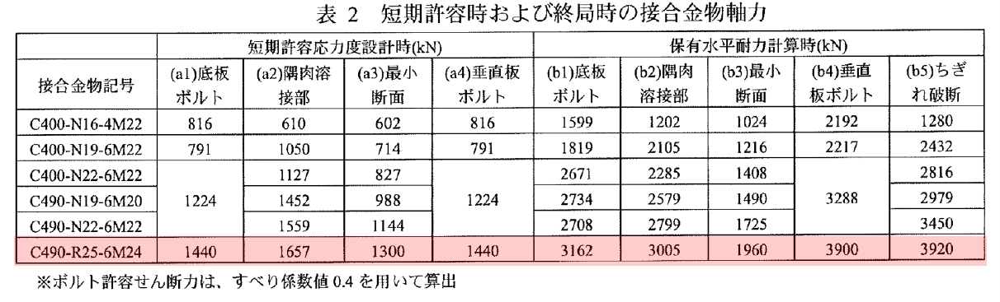 表 2 短期許容時および終局時の接合金物軸力
短期許容応力度設計時(kN) 保有水平耐力計算時(kN)
接合金物記号 (a1)底板ボルト (a2)隅肉溶接部 (a3)最小断面 (a4)垂直板ボルト (b1)底板ボルト (b2)隅肉溶接部 (b3)最小断面 (b4)垂直板ボルト (b5)ちぎれ破断
C400-N16-4M22 816 610 602 816 1599 1202 1024 2192 1280
C400-N19-6M22 791 1050 714 791 1819 2105 1216 2217 2432
C400-N22-6M22 1127 827 2671 2285 1408 2816
C490-N19-6M20 1224 1452 988 1224 2734 2579 1490 3288 2979
C490-N22-6M22 1559 1144 2708 2799 1725 3450
C490-R25-6M24 1440 1657 1300 1440 3162 3005 1960 3900 3920
※ボルト許容せん断力は、すべり係数値 0.4 を用いて算出